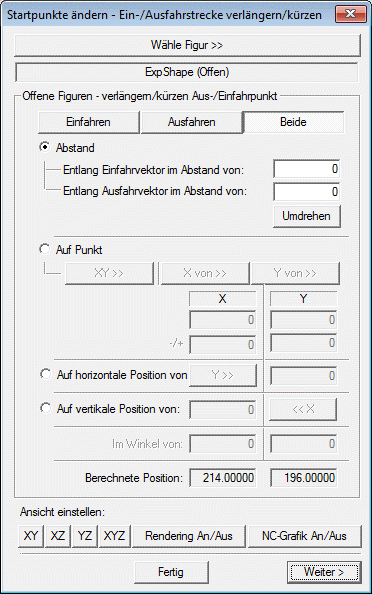 Startpunkte ändern - Ein-/Ausfahrstrecke verlängern/kürzen
Wähle Figur >>
ExpShape (Offen)
Offene Figuren - verlängern/kürzen Aus-/Einfahrpunkt
Einfahren Ausfahren Beide
Abstand
Entlang Einfahrvektor im Abstand von: 0
Entlang Ausfahrvektor im Abstand von: 0
Umdrehen
Auf Punkt
XY >> X von >> Y von >>
X Y
0 0
-/+ 0 0
Auf horizontale Position von Y >> 0
Auf vertikale Position von: 0 << X
Im Winkel von: 0 0
Berechnete Position: 214.00000 196.00000
Ansicht einstellen:
XY XZ YZ XYZ Rendering An/Aus NC-Grafik An/Aus
Fertig Weiter >